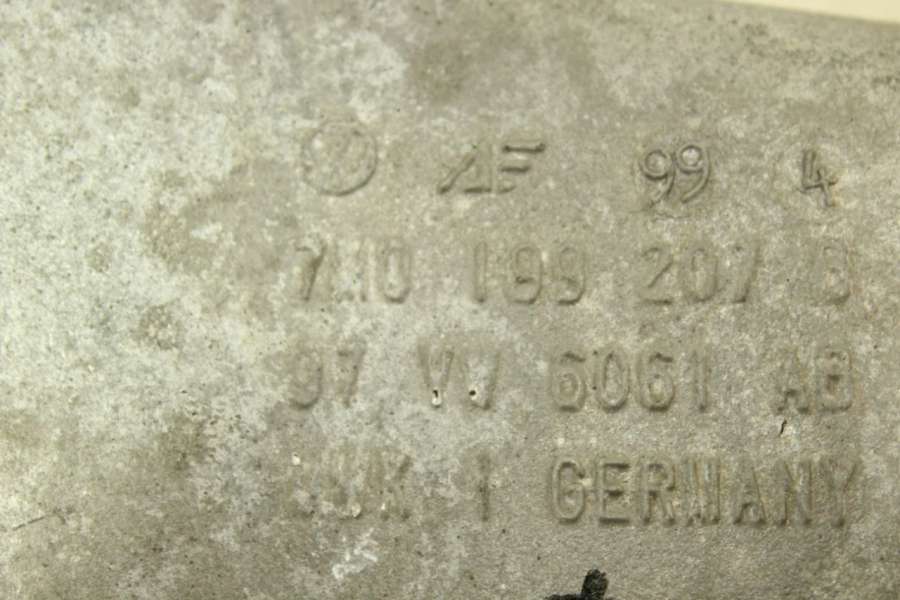 AF 99 4
7M0 199 207 B
97 VW 6061 AB
1 GERMANY